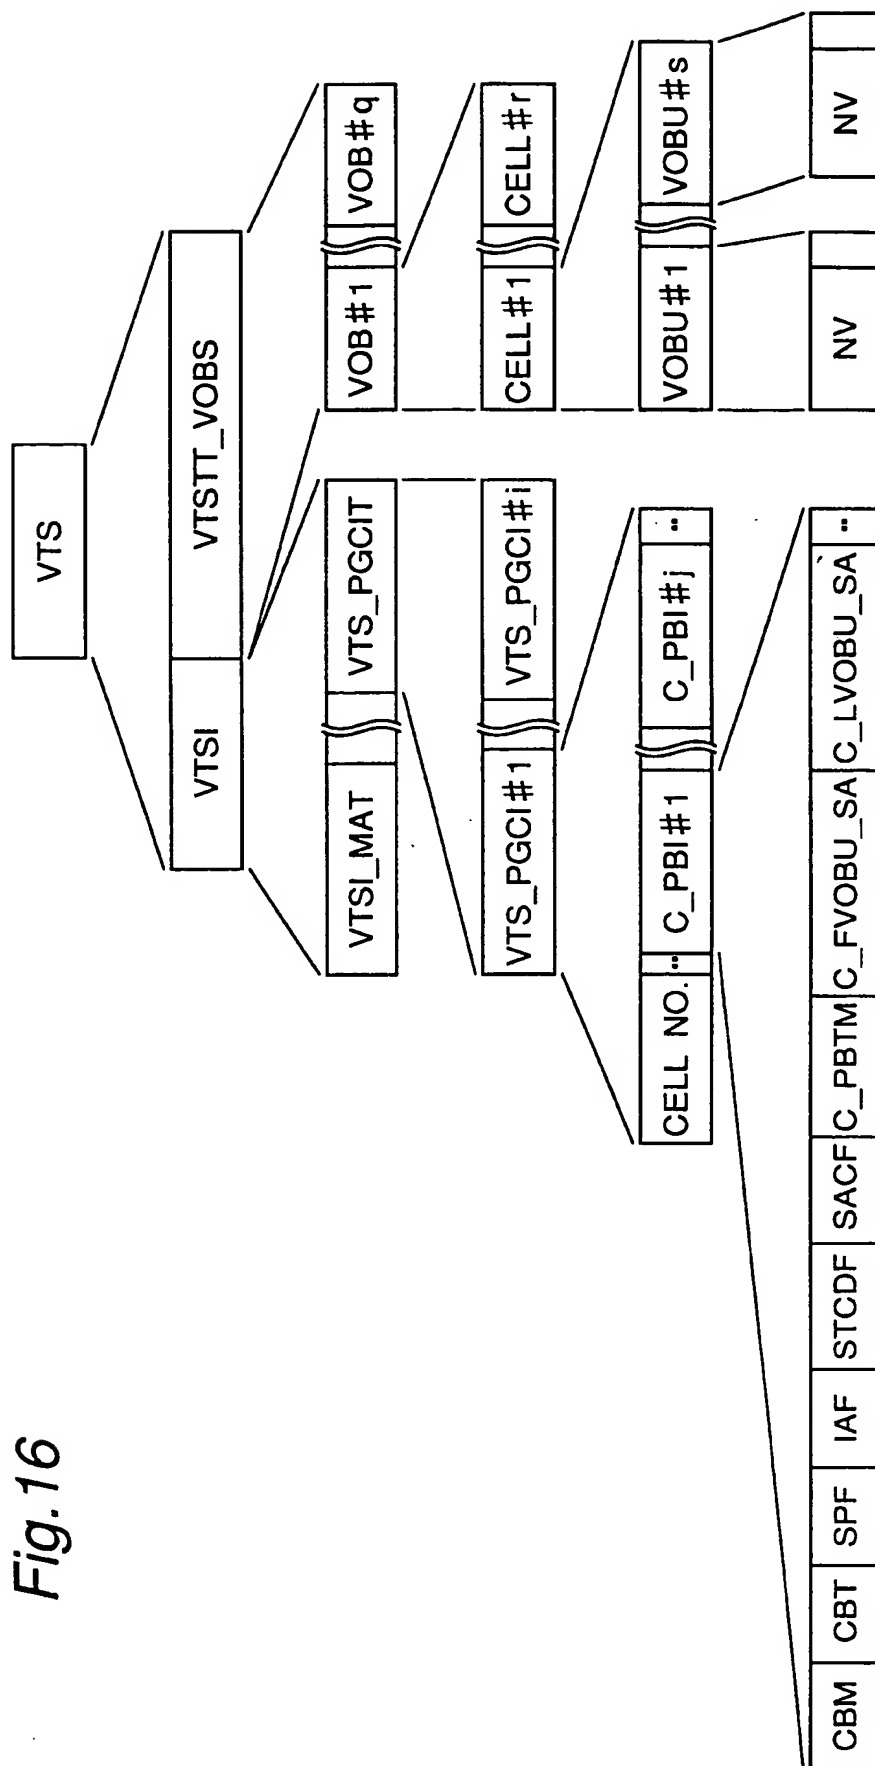 Fig.16
VTS
VTSI VTSTT_VOBS
VTSI_MAT VTS_PGCIT VOB#1 VOB#q
VTS_PGCI#1 VTS_PGCI#i CELL#1 CELL#r
CELL NO. ·· C_PBI#1 C_PBI#j ·· VOBU#1 VOBU#s
CBM CBT SPF IAF STCDF SACF C_PBTM C_FVOBU_SA C_LVOBU_SA ·· NV NV